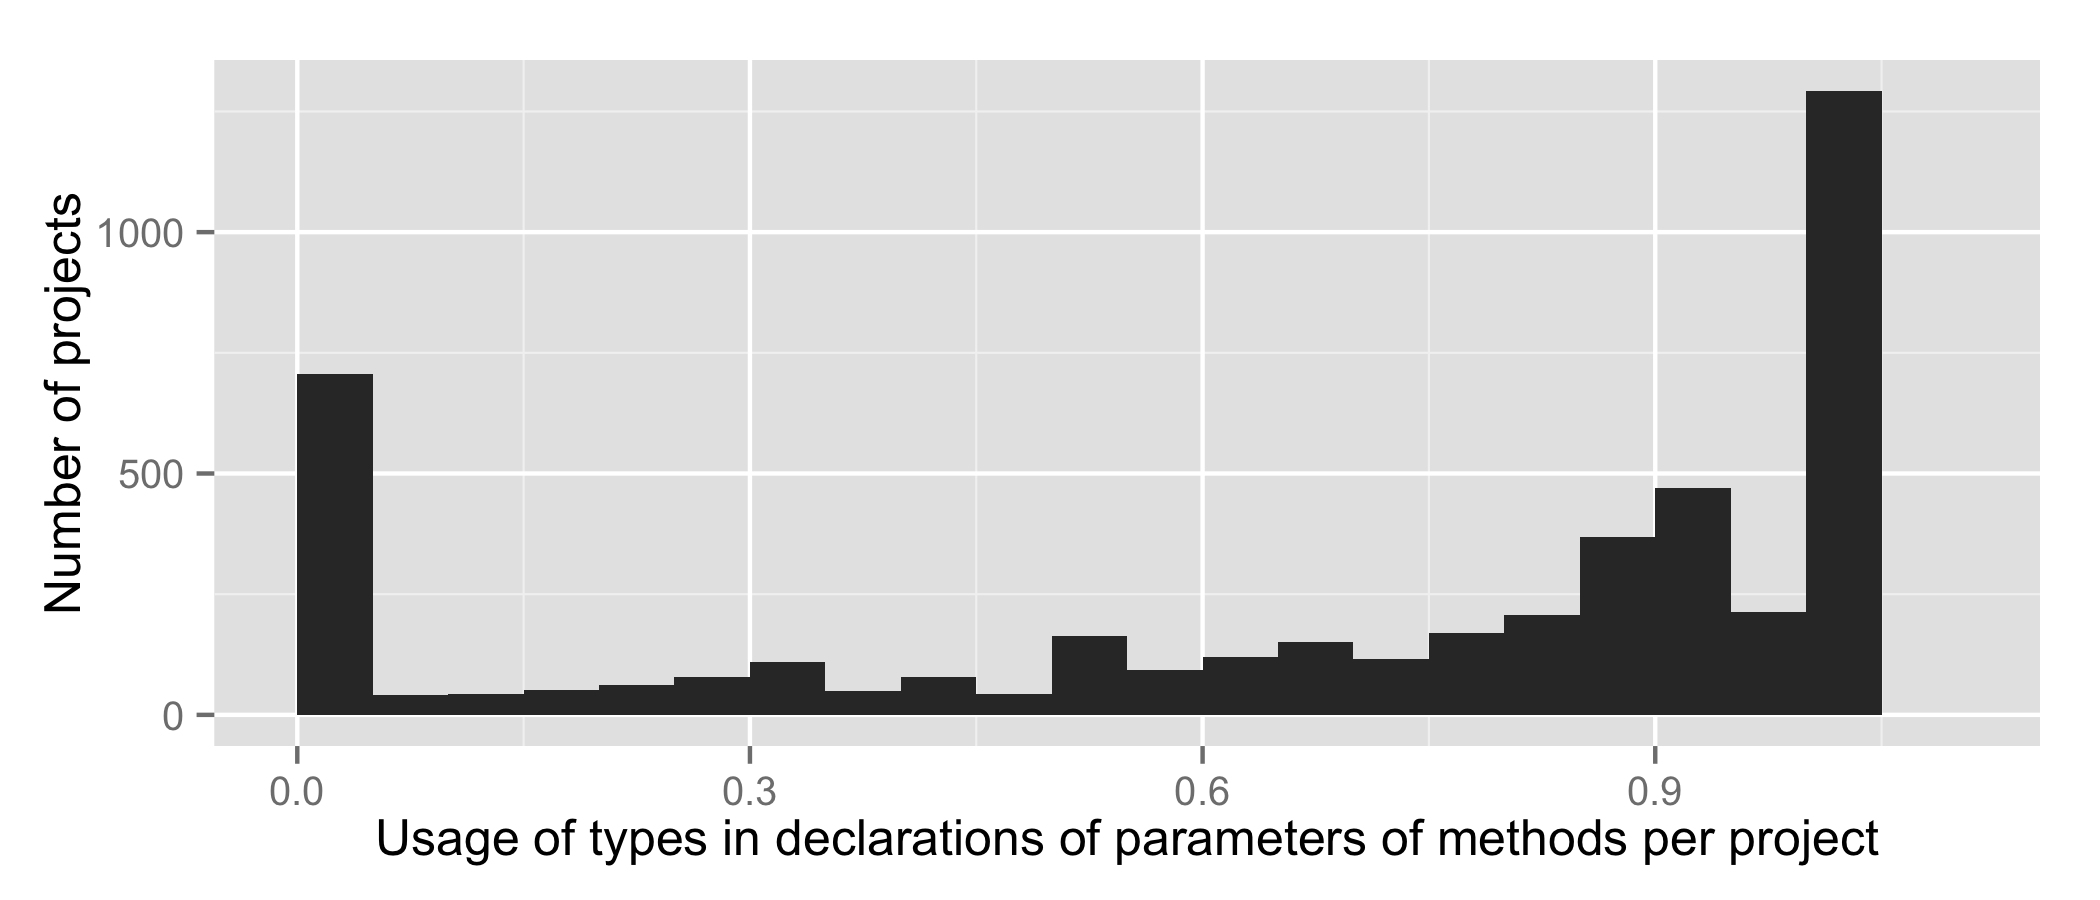 Number of projects
1000
500
0
0.0 0.3 0.6 0.9
Usage of types in declarations of parameters of methods per project